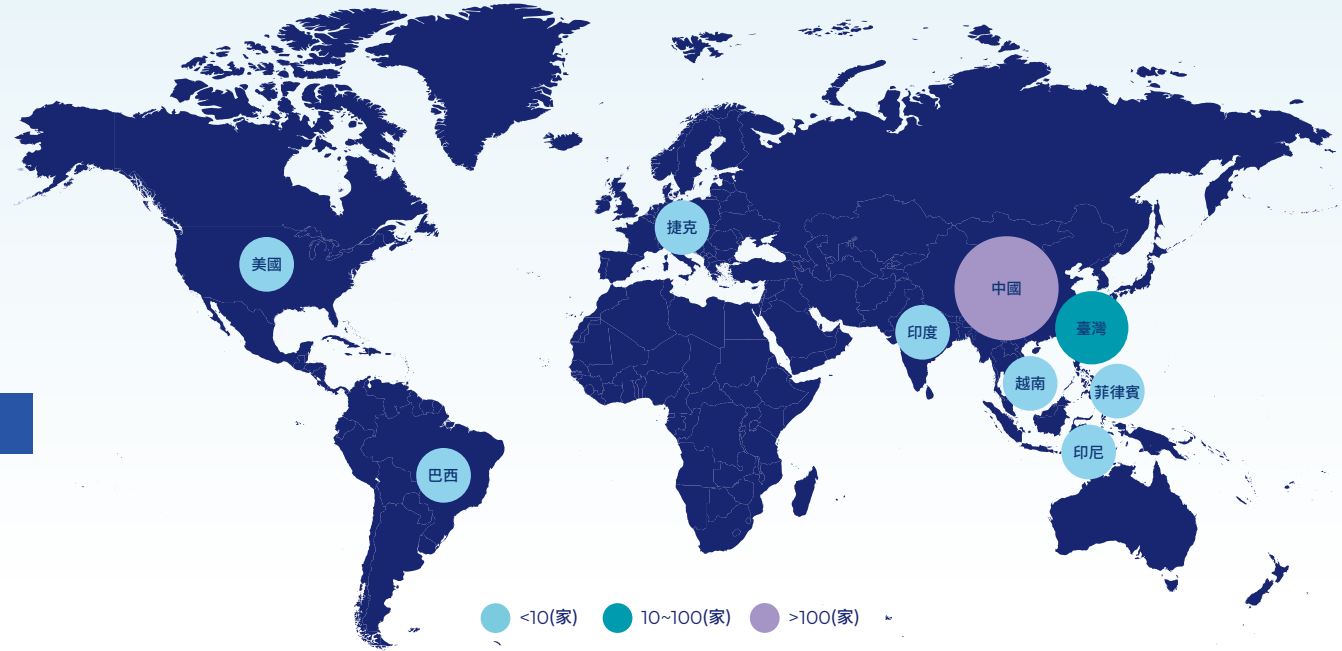 捷克
美國
中國
臺灣
印度
越南
菲律賓
印尼
巴西
<10(家)
10~100(家)
>100(家)